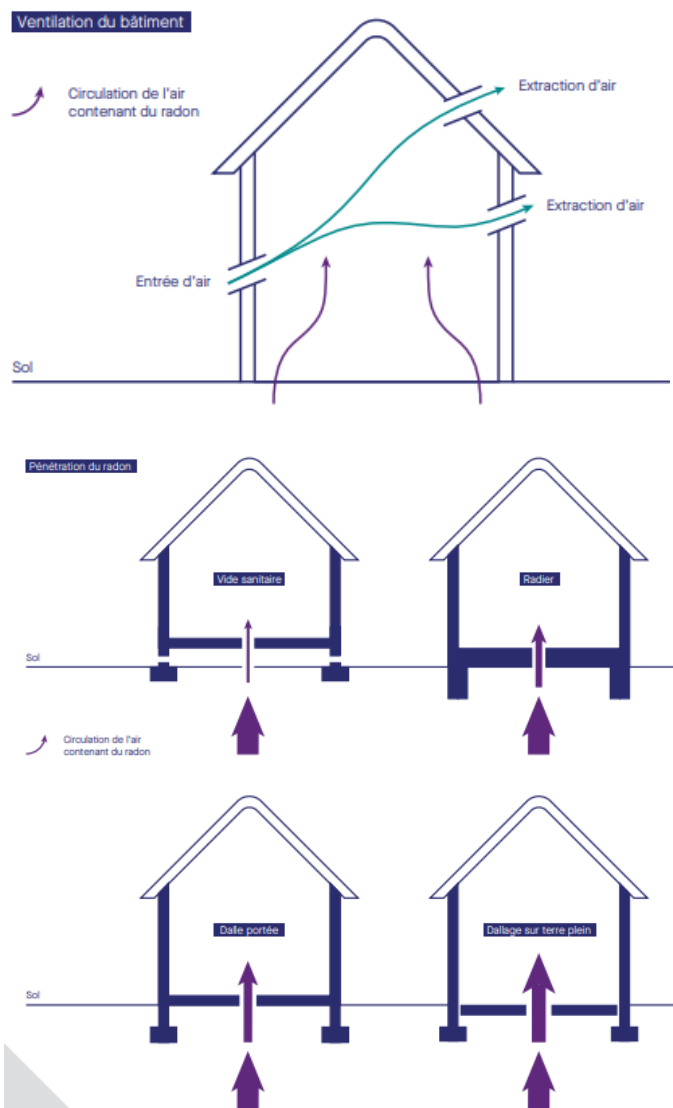 Ventilation du bâtiment
Circulation de l'air
contenant du radon
Extraction d'air
Extraction d'air
Entrée d'air
Sol
Pénétration du radon
Vide sanitaire
Radier
Sol
Circulation de l'air
contenant du radon
Dalle portée
Dallage sur terre plein
Sol